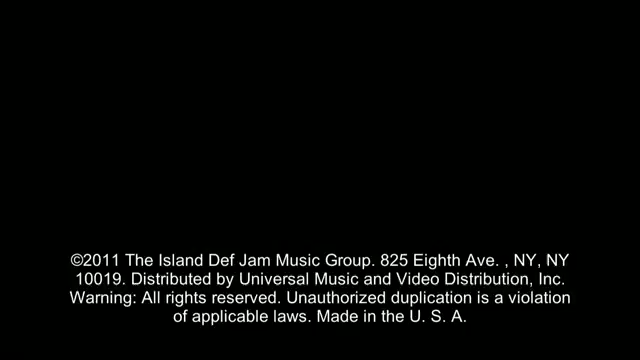 ©2011 The Island Def Jam Music Group. 825 Eighth Ave. , NY, NY
10019. Distributed by Universal Music and Video Distribution, Inc.
Warning: All rights reserved. Unauthorized duplication is a violation
of applicable laws. Made in the U. S. A.